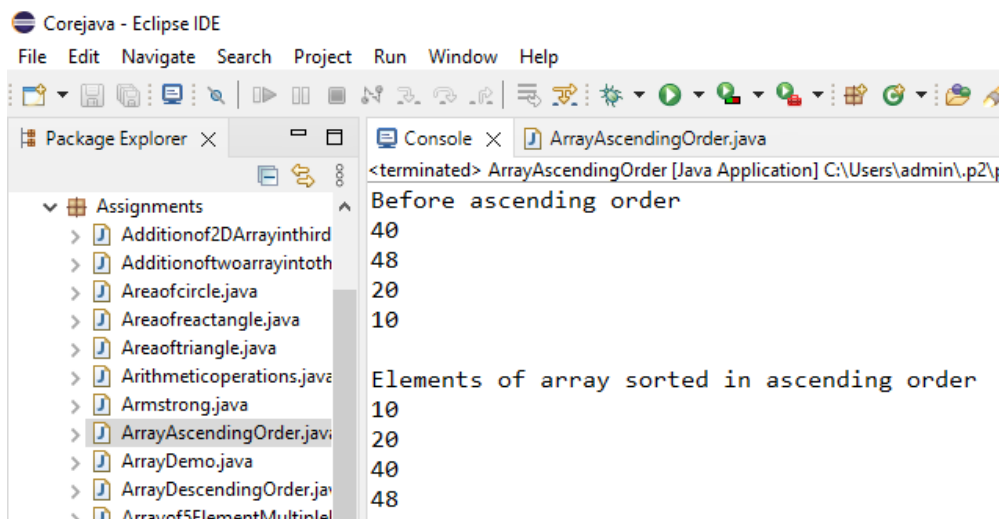 Corejava - Eclipse IDE
File Edit Navigate Search Project Run Window Help
Package Explorer
Assignments
Additionof2DArrayinthird
Additionoftwoarrayintoth
Areaofcircle.java
Areaofreactangle.java
Areaoftriangle.java
Arithmeticoperations.java
Armstrong.java
ArrayAscendingOrder.java
ArrayDemo.java
ArrayDescendingOrder.jav
Arrayof5ElementMultiple
Console ArrayAscendingOrder.java
<terminated> ArrayAscendingOrder [Java Application] C:\Users\admin\.p2\p
Before ascending order
40
48
20
10
Elements of array sorted in ascending order
10
20
40
48